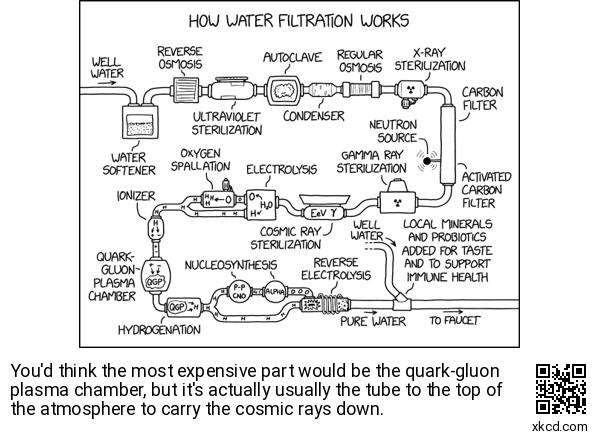 HOW WATER FILTRATION WORKS
WELL
WATER
REVERSE
OSMOSIS
AUTOCLAVE
REGULAR
OSMOSIS
X-RAY
STERILIZATION
ULTRAVIOLET
STERILIZATION
CONDENSER
CARBON
FILTER
WATER
SOFTENER
NEUTRON
SOURCE
ACTIVATED
CARBON
FILTER
GAMMA RAY
STERILIZATION
EeV γ
COSMIC RAY
STERILIZATION
ELECTROLYSIS
O
H₂O
H
OXYGEN
SPALLATION
H H H ← O
H H H
IONIZER
H
QUARK-
GLUON
PLASMA
CHAMBER
QGP
HYDROGENATION
QGP → H
NUCLEOSYNTHESIS
P-P
CNO
ALPHA
O O
H H H H H H
REVERSE
ELECTROLYSIS
WELL
WATER
LOCAL MINERALS
AND PROBIOTICS
ADDED FOR TASTE
AND TO SUPPORT
IMMUNE HEALTH
PURE WATER
TO FAUCET
You'd think the most expensive part would be the quark-gluon
plasma chamber, but it's actually usually the tube to the top of
the atmosphere to carry the cosmic rays down.
xkcd.com